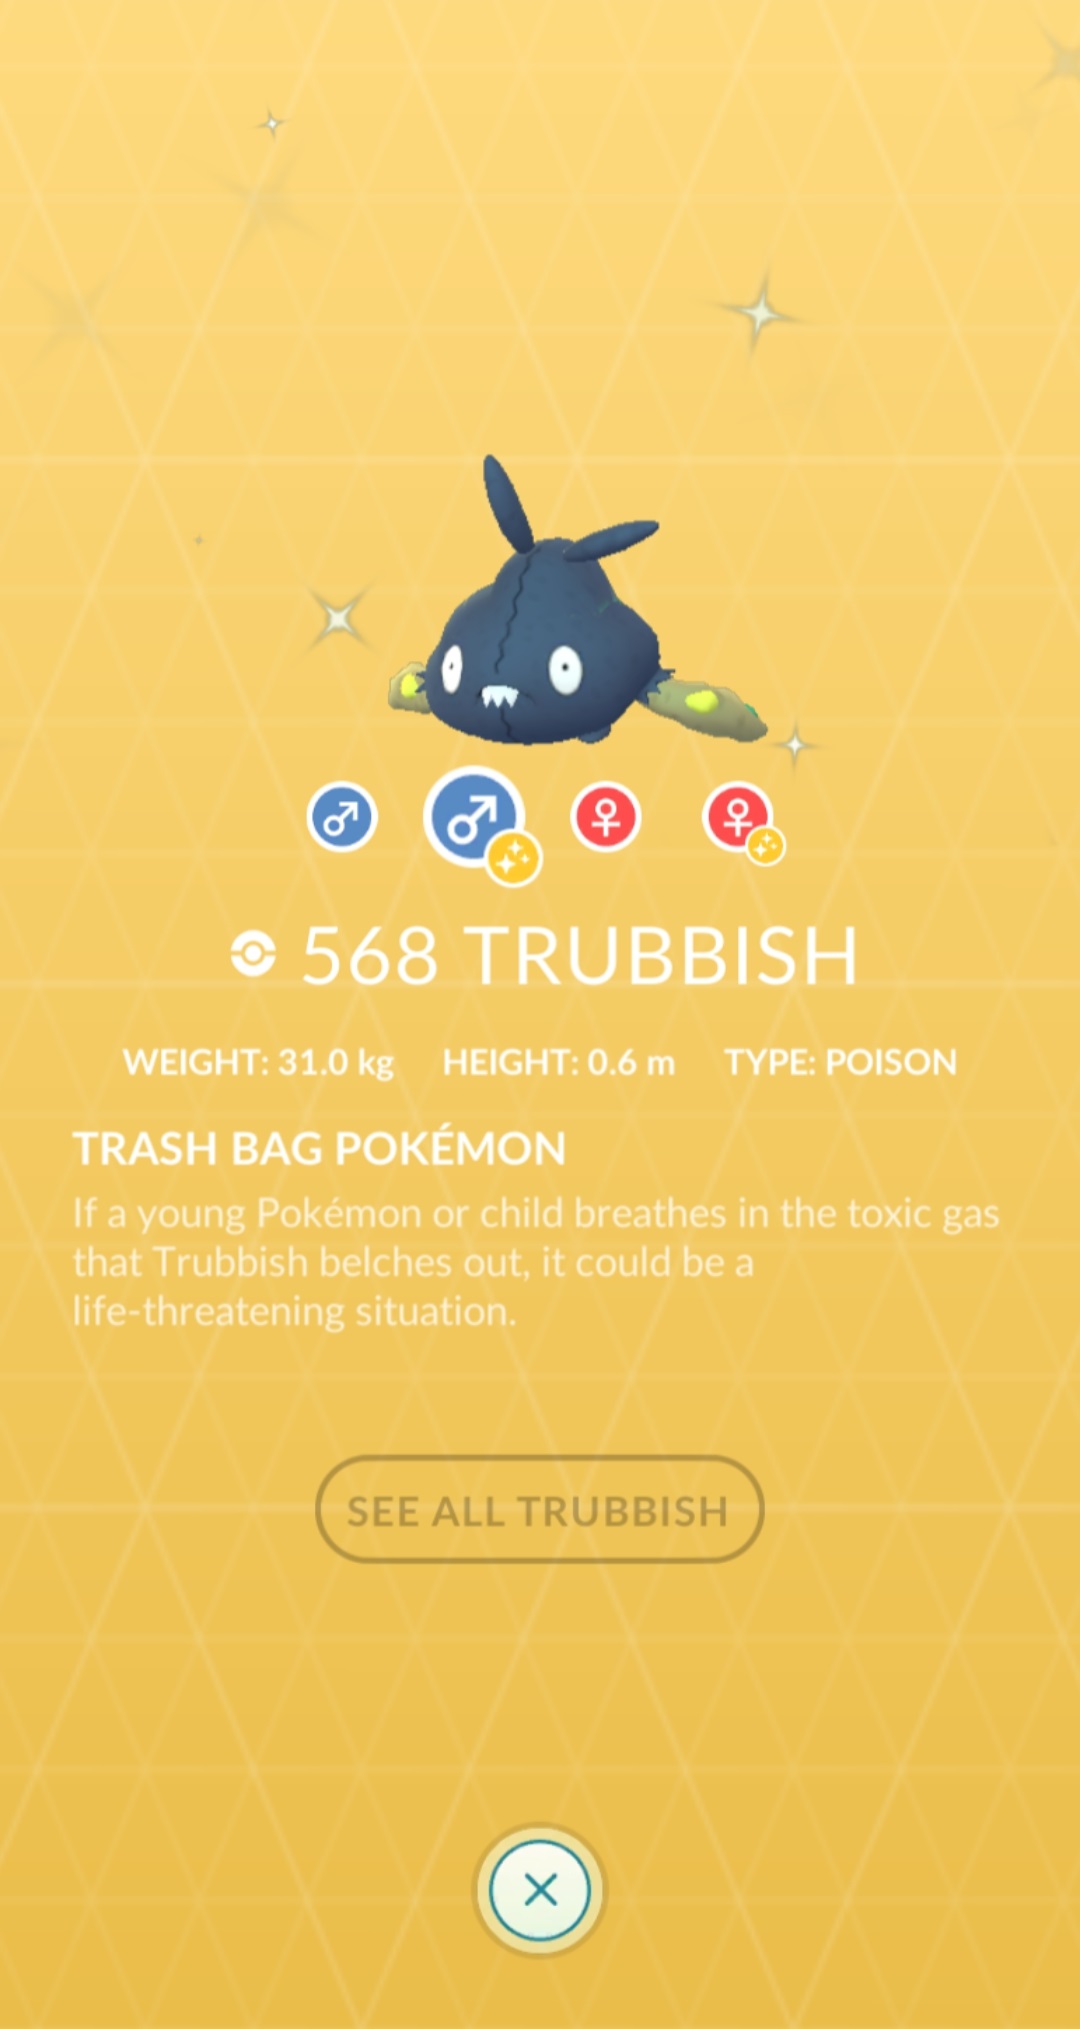 568 TRUBBISH
WEIGHT: 31.0 kg HEIGHT: 0.6 m TYPE: POISON
TRASH BAG POKÉMON
If a young Pokémon or child breathes in the toxic gas
that Trubbish belches out, it could be a
life-threatening situation.
SEE ALL TRUBBISH